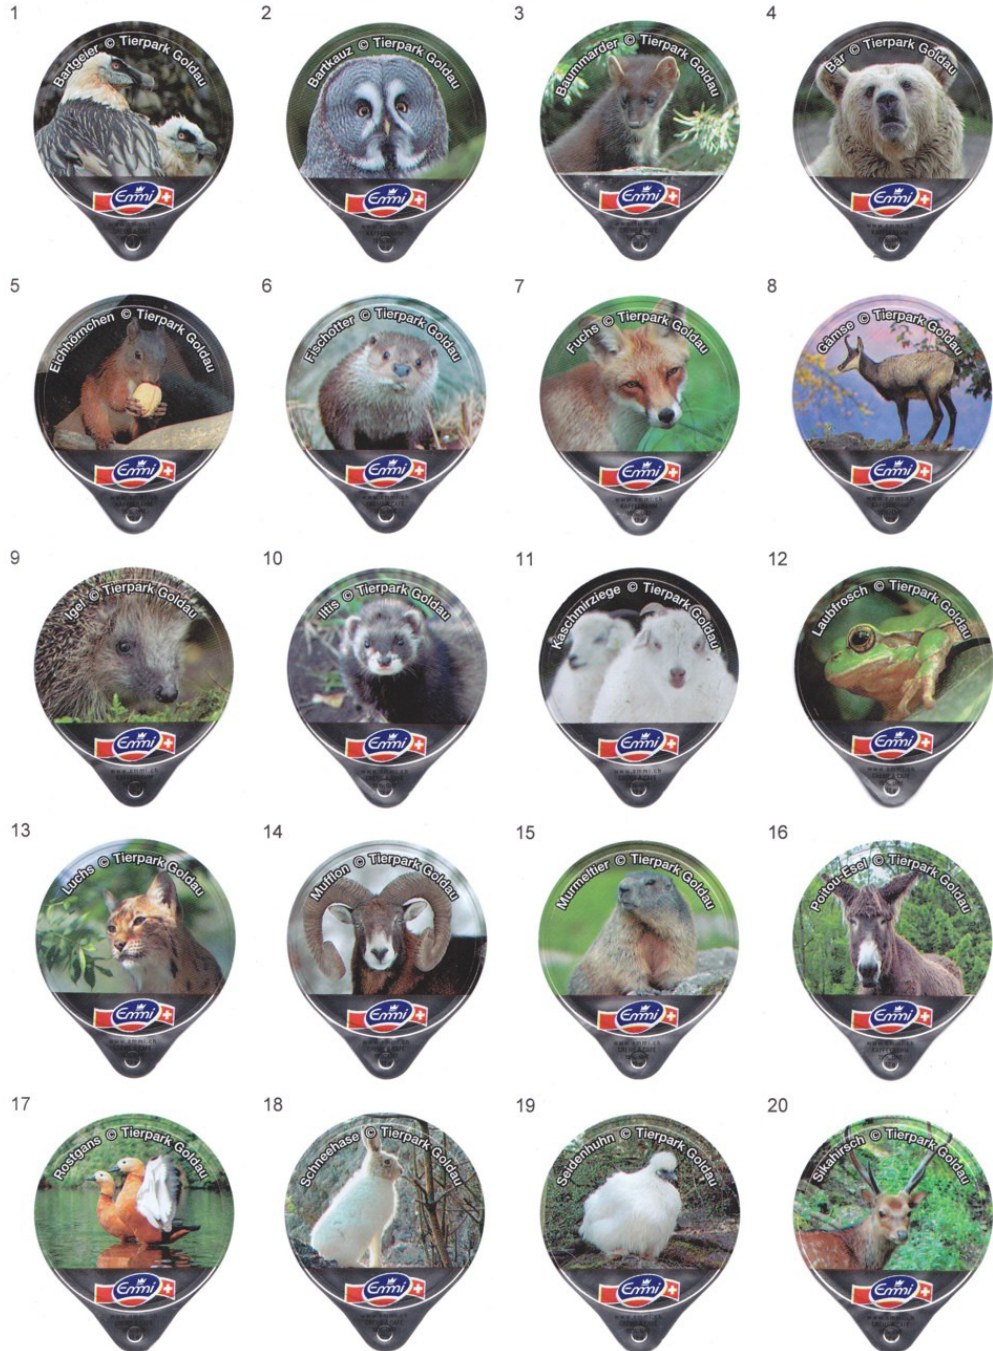 1
2
3
4
Bartgeier © Tierpark Goldau
Bartkauz © Tierpark Goldau
Baummarder © Tierpark Goldau
Bär © Tierpark Goldau
Emmi
Emmi
Emmi
Emmi
5
6
7
8
Eichhörnchen © Tierpark Goldau
Fischotter © Tierpark Goldau
Fuchs © Tierpark Goldau
Gämse © Tierpark Goldau
Emmi
Emmi
Emmi
Emmi
9
10
11
12
Igel © Tierpark Goldau
Iltis © Tierpark Goldau
Kaschmirziege © Tierpark Goldau
Laubfrosch © Tierpark Goldau
Emmi
Emmi
Emmi
Emmi
13
14
15
16
Luchs © Tierpark Goldau
Mufflon © Tierpark Goldau
Murmeltier © Tierpark Goldau
Poitou-Esel © Tierpark Goldau
Emmi
Emmi
Emmi
Emmi
17
18
19
20
Rostgans © Tierpark Goldau
Schneehase © Tierpark Goldau
Seidenhuhn © Tierpark Goldau
Sikahirsch © Tierpark Goldau
Emmi
Emmi
Emmi
Emmi